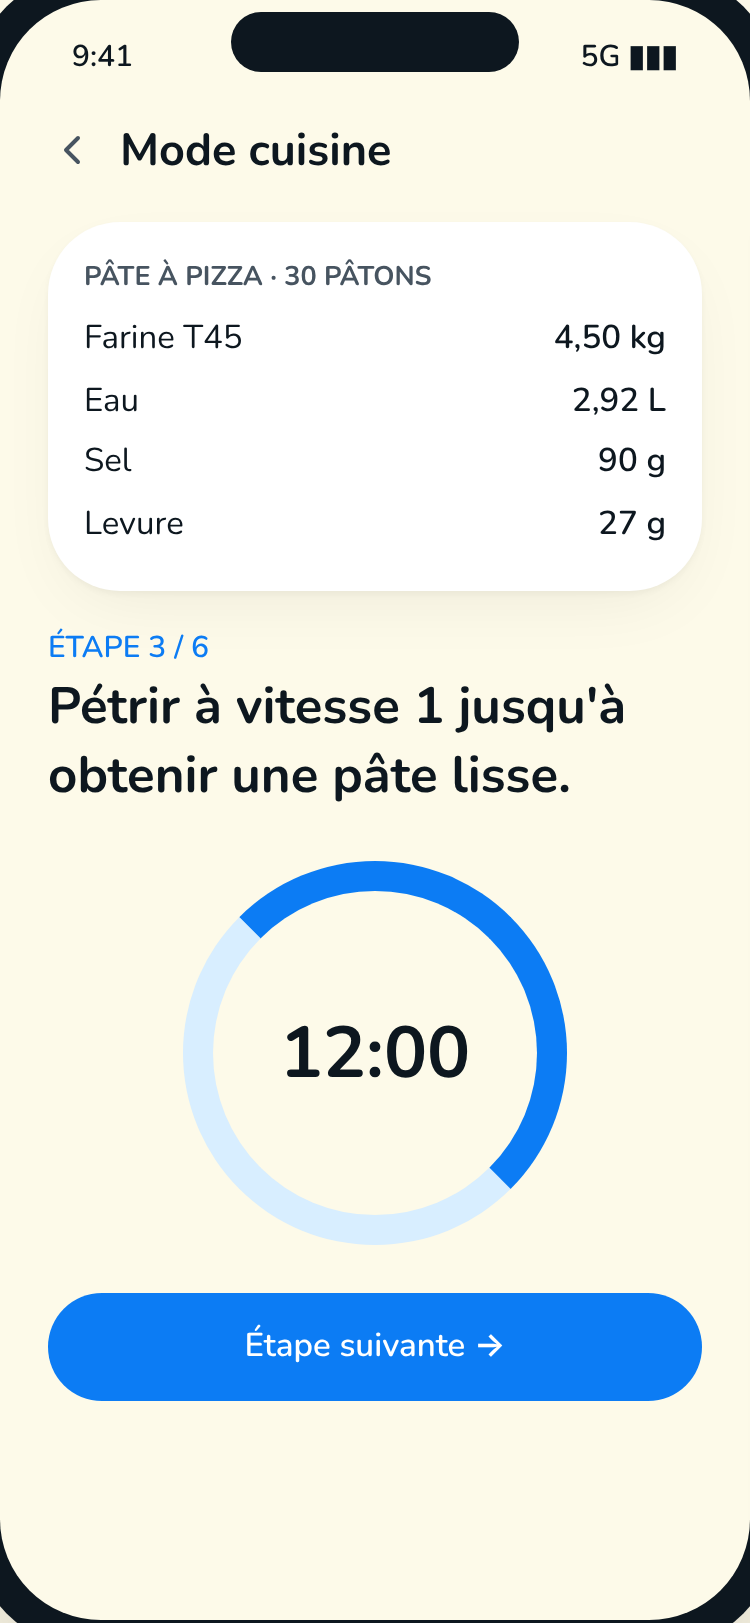 9:41
5G
Mode cuisine
PÂTE À PIZZA · 30 PÂTONS
Farine T45 4,50 kg
Eau 2,92 L
Sel 90 g
Levure 27 g
ÉTAPE 3 / 6
Pétrir à vitesse 1 jusqu'à
obtenir une pâte lisse.
12:00
Étape suivante →